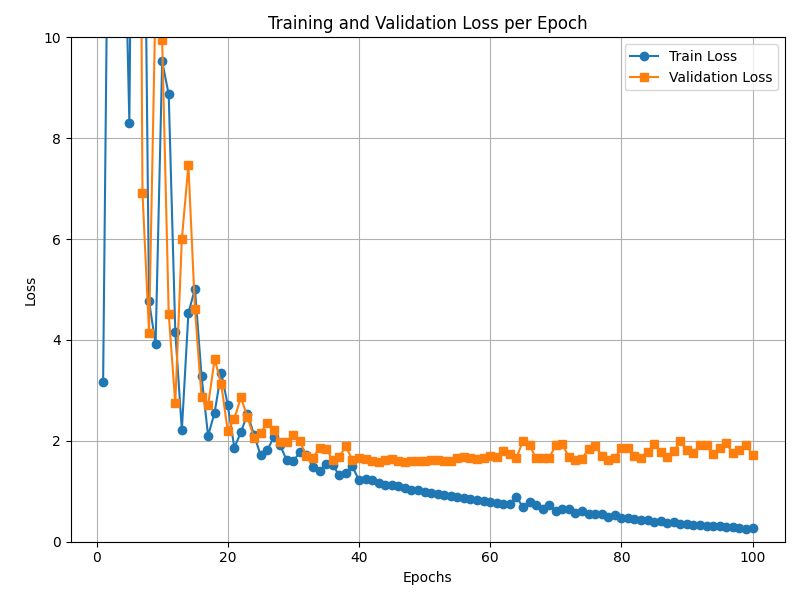 Training and Validation Loss per Epoch
Train Loss
Validation Loss
Loss
10
8
6
4
2
0
0 20 40 60 80 100
Epochs